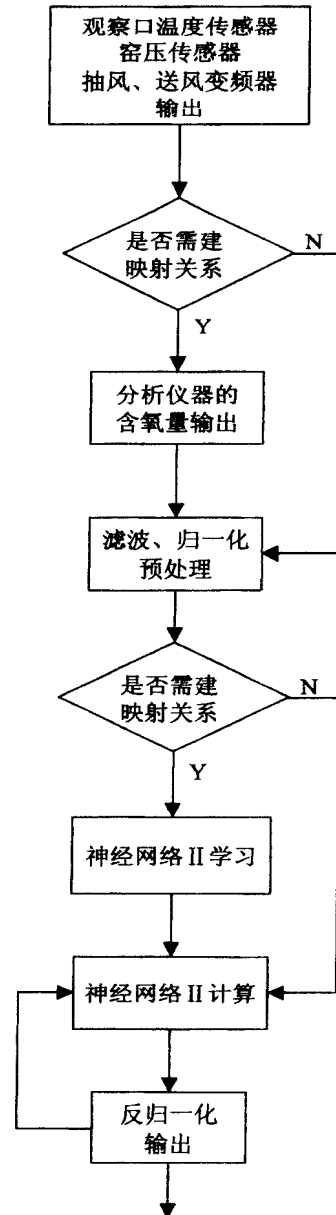 观察口温度传感器
窑压传感器
抽风、送风变频器
输出
是否需建
映射关系
N
Y
分析仪器的
含氧量输出
滤波、归一化
预处理
是否需建
映射关系
N
Y
神经网络Ⅱ学习
神经网络Ⅱ计算
反归一化
输出